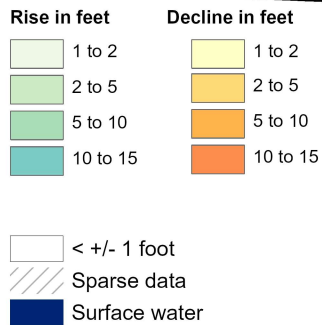 Rise in feet
1 to 2
2 to 5
5 to 10
10 to 15
Decline in feet
1 to 2
2 to 5
5 to 10
10 to 15
< +/- 1 foot
Sparse data
Surface water